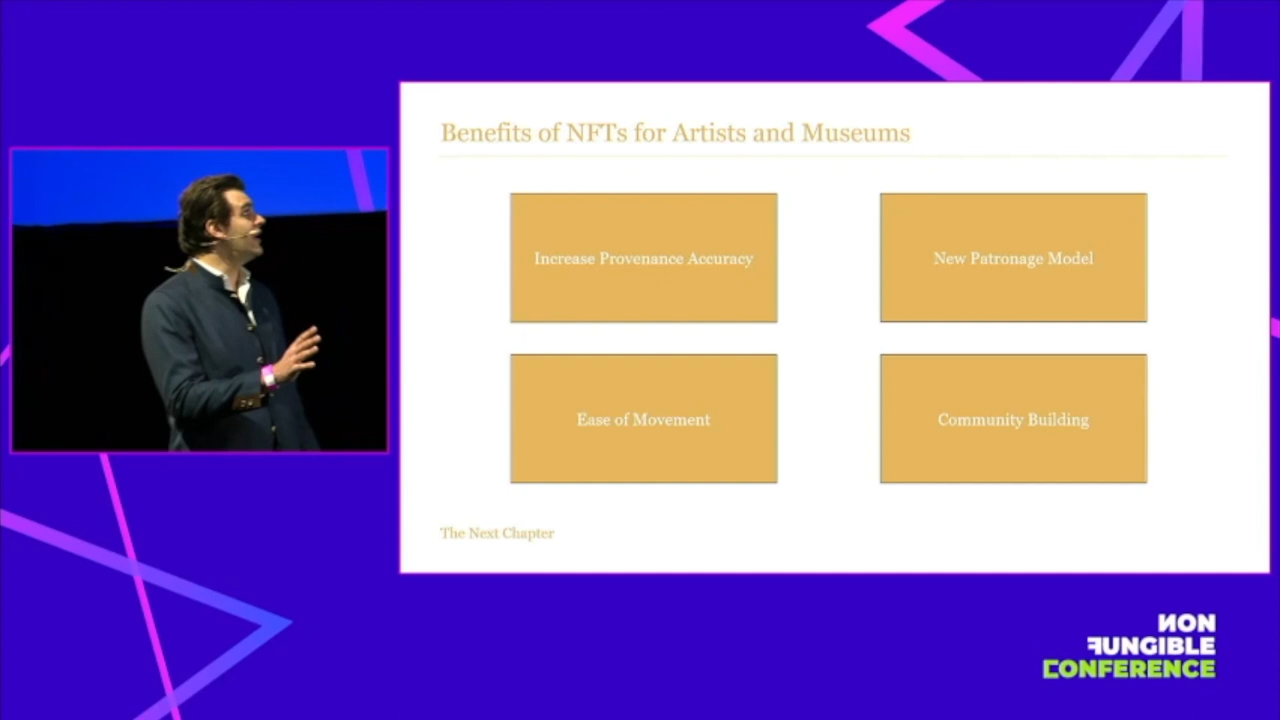 Benefits of NFTs for Artists and Museums
Increase Provenance Accuracy
New Patronage Model
Ease of Movement
Community Building
The Next Chapter
NON
FUNGIBLE
CONFERENCE